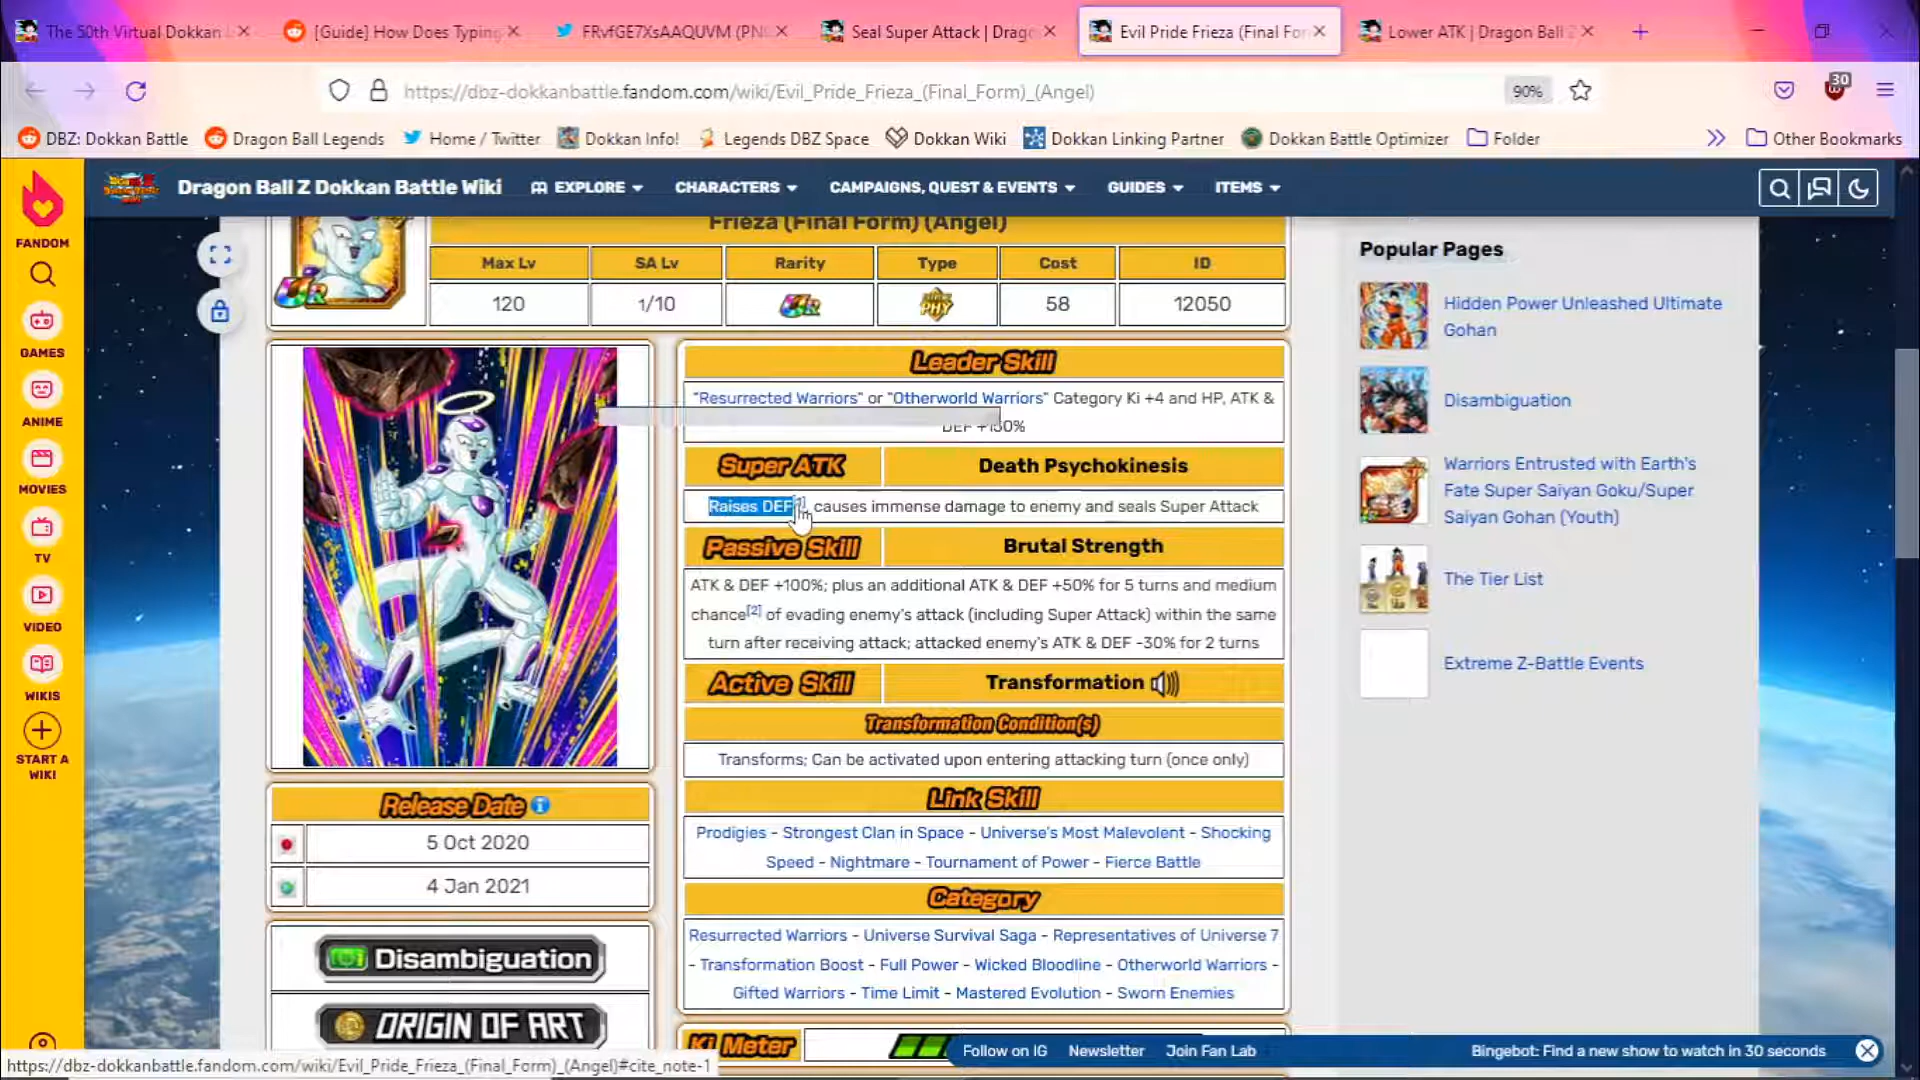 The 50th Virtual Dokkan
[Guide] How Does Typing
FRvfGE7XsAAQUVM (PN
Seal Super Attack | Drag
Evil Pride Frieza (Final For
Lower ATK | Dragon Ball Z
https://dbz-dokkanbattle.fandom.com/wiki/Evil_Pride_Frieza_(Final_Form)_(Angel)
90%
30
DBZ: Dokkan Battle
Dragon Ball Legends
Home / Twitter
Dokkan Info!
Legends DBZ Space
Dokkan Wiki
Dokkan Linking Partner
Dokkan Battle Optimizer
Folder
Other Bookmarks
Dragon Ball Z Dokkan Battle Wiki
EXPLORE
CHARACTERS
CAMPAIGNS, QUEST & EVENTS
GUIDES
ITEMS
FANDOM
GAMES
ANIME
MOVIES
TV
VIDEO
WIKIS
START A
WIKI
Frieza (Final Form) (Angel)
Max Lv
SA Lv
Rarity
Type
Cost
ID
120
1/10
UR
PHY
58
12050
UR
Leader Skill
"Resurrected Warriors" or "Otherworld Warriors" Category Ki +4 and HP, ATK &
DEF +130%
Super ATK
Death Psychokinesis
Raises DEF[1], causes immense damage to enemy and seals Super Attack
Passive Skill
Brutal Strength
ATK & DEF +100%; plus an additional ATK & DEF +50% for 5 turns and medium
chance[2] of evading enemy's attack (including Super Attack) within the same
turn after receiving attack; attacked enemy's ATK & DEF -30% for 2 turns
Active Skill
Transformation
Transformation Condition(s)
Transforms; Can be activated upon entering attacking turn (once only)
Link Skill
Prodigies - Strongest Clan in Space - Universe's Most Malevolent - Shocking
Speed - Nightmare - Tournament of Power - Fierce Battle
Category
Resurrected Warriors - Universe Survival Saga - Representatives of Universe 7
- Transformation Boost - Full Power - Wicked Bloodline - Otherworld Warriors -
Gifted Warriors - Time Limit - Mastered Evolution - Sworn Enemies
Ki Meter
Release Date
5 Oct 2020
4 Jan 2021
Disambiguation
ORIGIN OF ART
Popular Pages
Hidden Power Unleashed Ultimate
Gohan
Disambiguation
Warriors Entrusted with Earth's
Fate Super Saiyan Goku/Super
Saiyan Gohan (Youth)
The Tier List
Extreme Z-Battle Events
Follow on IG
Newsletter
Join Fan Lab
Bingebot: Find a new show to watch in 30 seconds
https://dbz-dokkanbattle.fandom.com/wiki/Evil_Pride_Frieza_(Final_Form)_(Angel)#cite_note-1